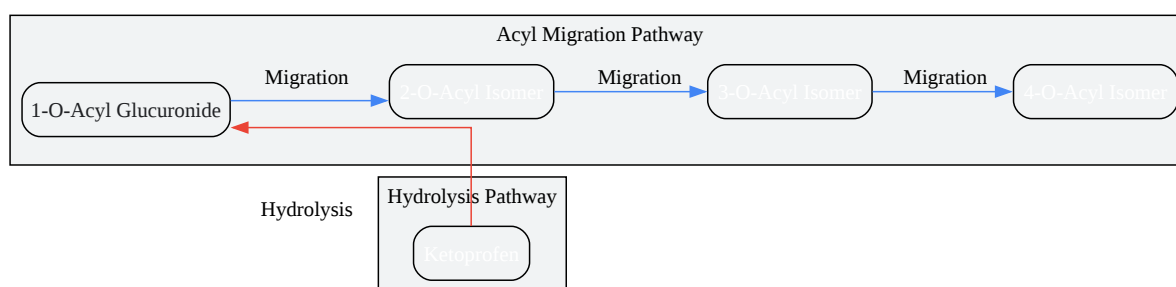 Acyl Migration Pathway
1-O-Acyl Glucuronide
Migration
2-O-Acyl Isomer
Migration
3-O-Acyl Isomer
Migration
4-O-Acyl Isomer
Hydrolysis
Hydrolysis Pathway
Ketoprofen